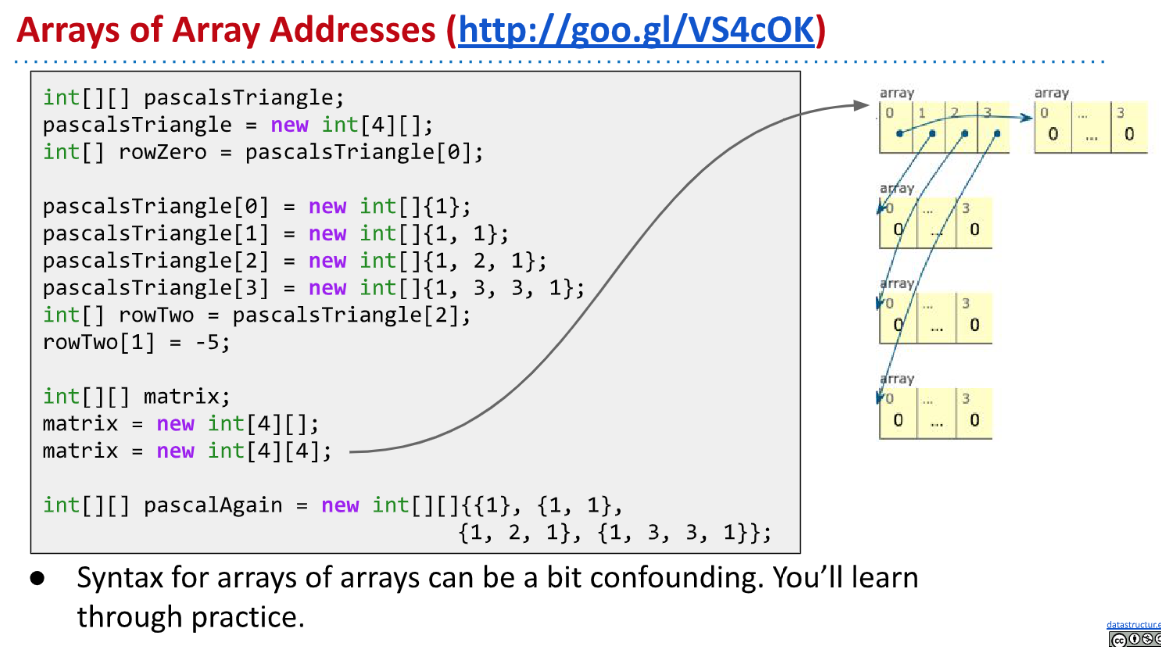 Arrays of Array Addresses (http://goo.gl/VS4cOK)
int[][] pascalsTriangle;
pascalsTriangle = new int[4][];
int[] rowZero = pascalsTriangle[0];
pascalsTriangle[0] = new int[]{1};
pascalsTriangle[1] = new int[]{1, 1};
pascalsTriangle[2] = new int[]{1, 2, 1};
pascalsTriangle[3] = new int[]{1, 3, 3, 1};
int[] rowTwo = pascalsTriangle[2];
rowTwo[1] = -5;
int[][] matrix;
matrix = new int[4][];
matrix = new int[4][4];
int[][] pascalAgain = new int[][]{{1}, {1, 1},
{1, 2, 1}, {1, 3, 3, 1}};
array
0 1 2 3
array
0 ... 3
0 ... 0
array
0 ... 3
0 ... 0
array
0 ... 3
0 ... 0
array
0 ... 3
0 ... 0
● Syntax for arrays of arrays can be a bit confounding. You’ll learn
through practice.
datastructur.e